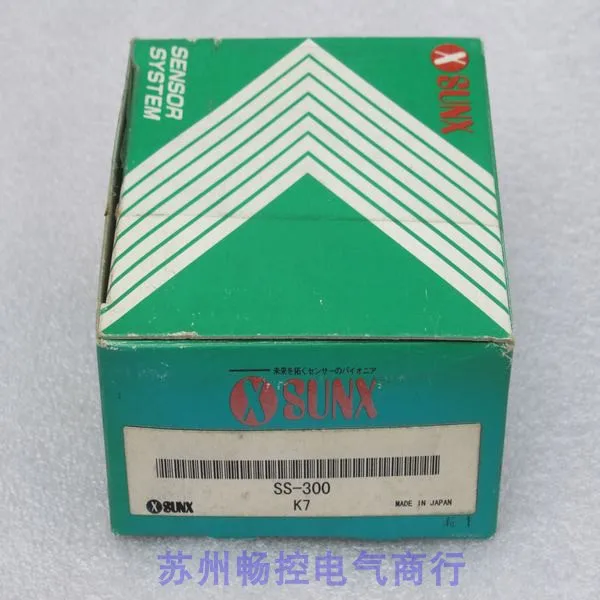 SENSOR
SYSTEM
SUNX
未来を拓くセンサーのパイオニア
SUNX
SS-300
K7
SUNX
MADE IN JAPAN
1
苏州畅控电气商行